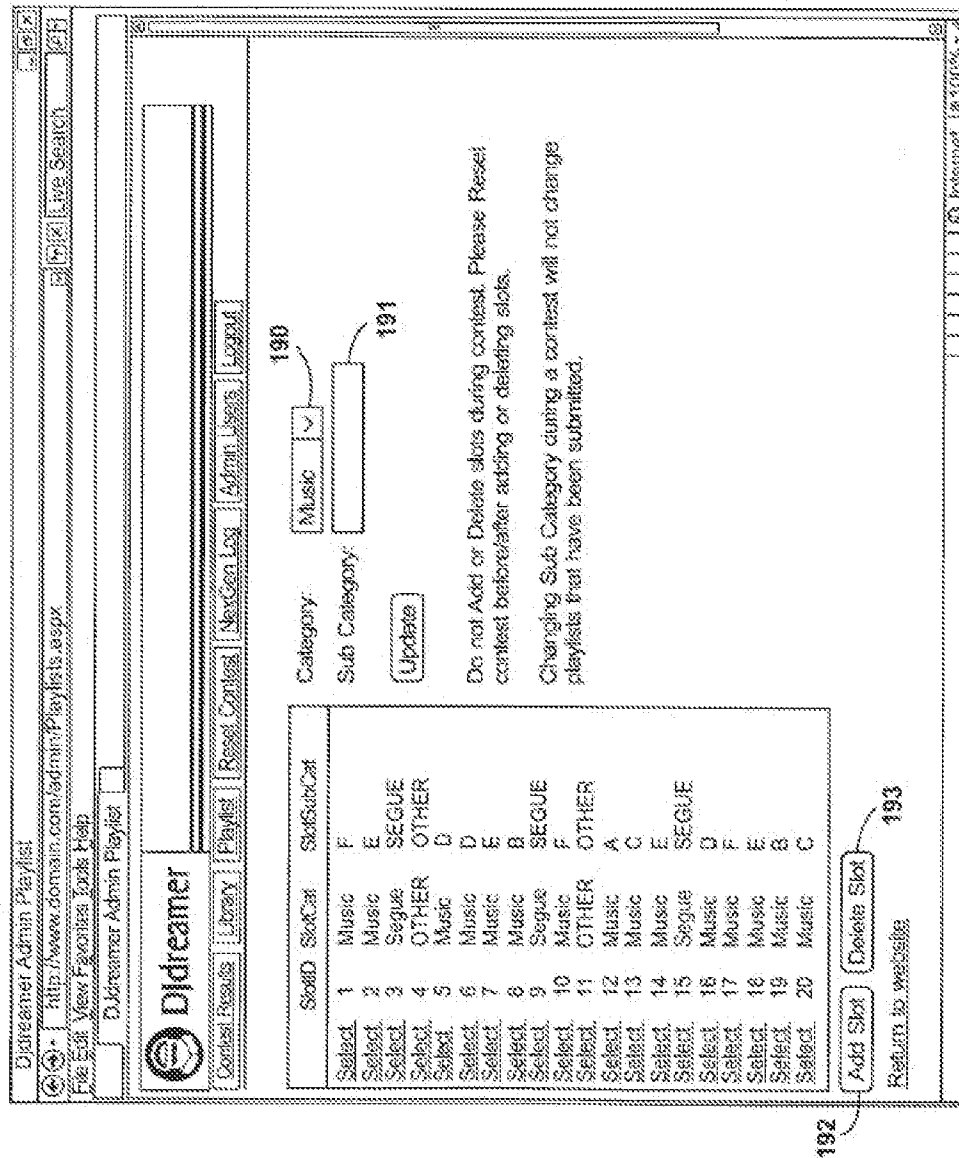 DJdreamer Admin Playlist
http://www.domain.com/admin/Playlists.aspx
Live Search
File Edit View Favorites Tools Help
DJdreamer Admin Playlist
Djdreamer
Contest Results Library Playlist Reset Contest NexGen Log Admin Users Logout
SlotID SlotCat SlotSubCat
Select 1 Music F
Select 2 Music E
Select 3 Segue SEGUE
Select 4 OTHER OTHER
Select 5 Music D
Select 6 Music D
Select 7 Music E
Select 8 Music B
Select 9 Segue SEGUE
Select 10 Music F
Select 11 OTHER OTHER
Select 12 Music A
Select 13 Music C
Select 14 Music E
Select 15 Segue SEGUE
Select 16 Music D
Select 17 Music F
Select 18 Music E
Select 19 Music B
Select 20 Music C
Category: Music 190
Sub Category: 191
Update
Do not Add or Delete slots during contest. Please Reset
contest before/after adding or deleting slots.
Changing Sub Category during a contest will not change
playlists that have been submitted.
192 Add Slot Delete Slot 193
Return to website
Internet 100%